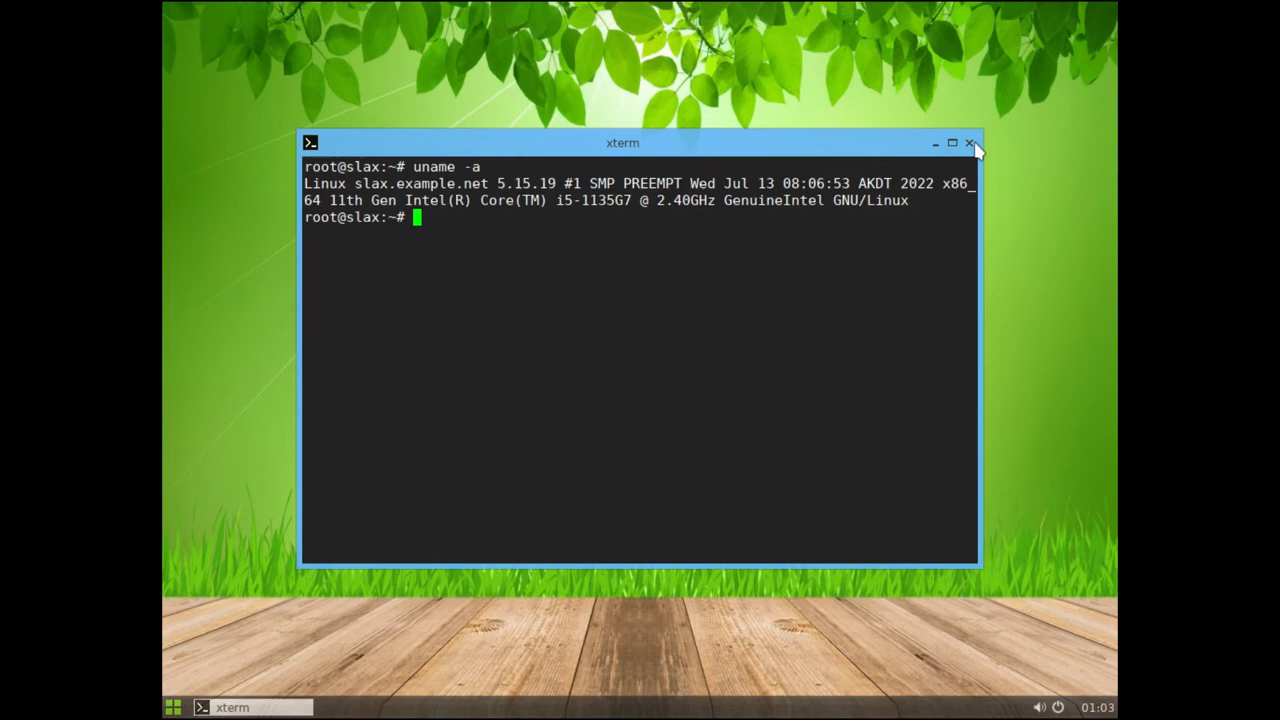 xterm
root@slax:~# uname -a
Linux slax.example.net 5.15.19 #1 SMP PREEMPT Wed Jul 13 08:06:53 AKDT 2022 x86_
64 11th Gen Intel(R) Core(TM) i5-1135G7 @ 2.40GHz GenuineIntel GNU/Linux
root@slax:~#
xterm
01:03